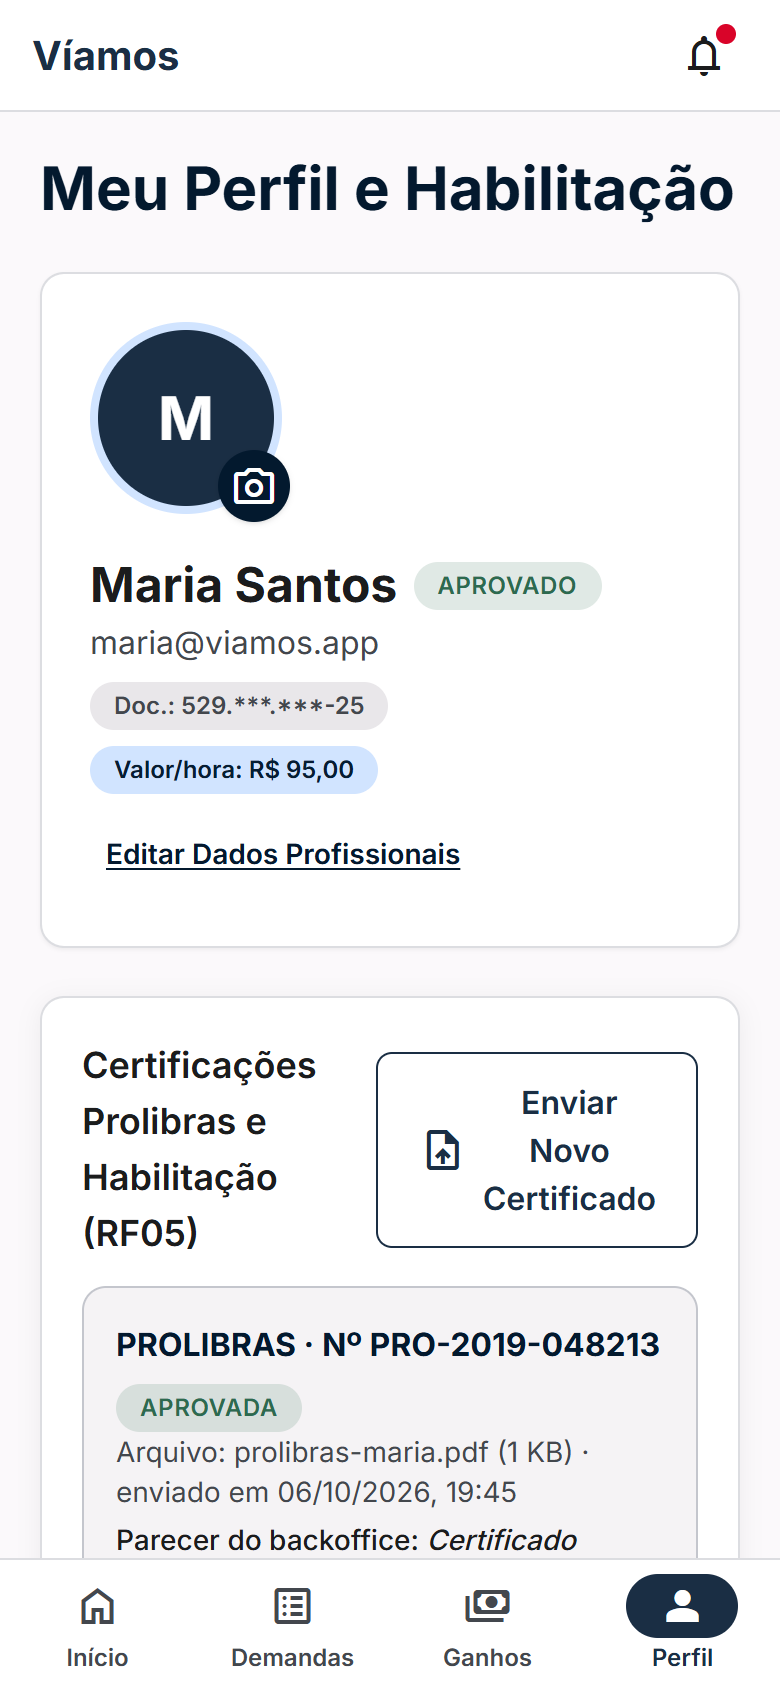 Víamos
Meu Perfil e Habilitação
M
Maria Santos
APROVADO
maria@viamos.app
Doc.: 529.***.***-25
Valor/hora: R$ 95,00
Editar Dados Profissionais
Certificações
Prolibras e
Habilitação
(RF05)
Enviar
Novo
Certificado
PROLIBRAS · Nº PRO-2019-048213
APROVADA
Arquivo: prolibras-maria.pdf (1 KB) ·
enviado em 06/10/2026, 19:45
Parecer do backoffice: Certificado
Início
Demandas
Ganhos
Perfil